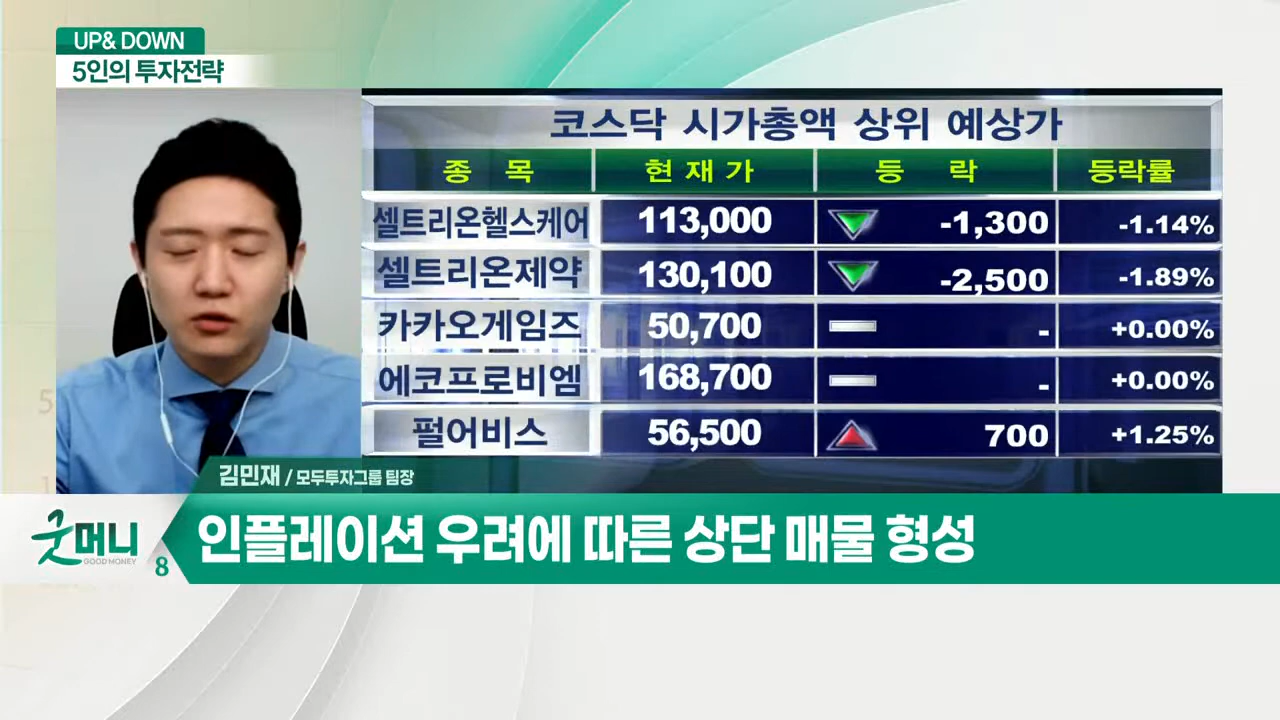 UP& DOWN
5인의 투자전략
코스닥 시가총액 상위 예상가
종 목 현 재 가 등 락 등락률
셀트리온헬스케어 113,000 -1,300 -1.14%
셀트리온제약 130,100 -2,500 -1.89%
카카오게임즈 50,700 - +0.00%
에코프로비엠 168,700 - +0.00%
펄어비스 56,500 700 +1.25%
김민재 / 모두투자그룹 팀장
굿머니
GOOD MONEY
8
인플레이션 우려에 따른 상단 매물 형성